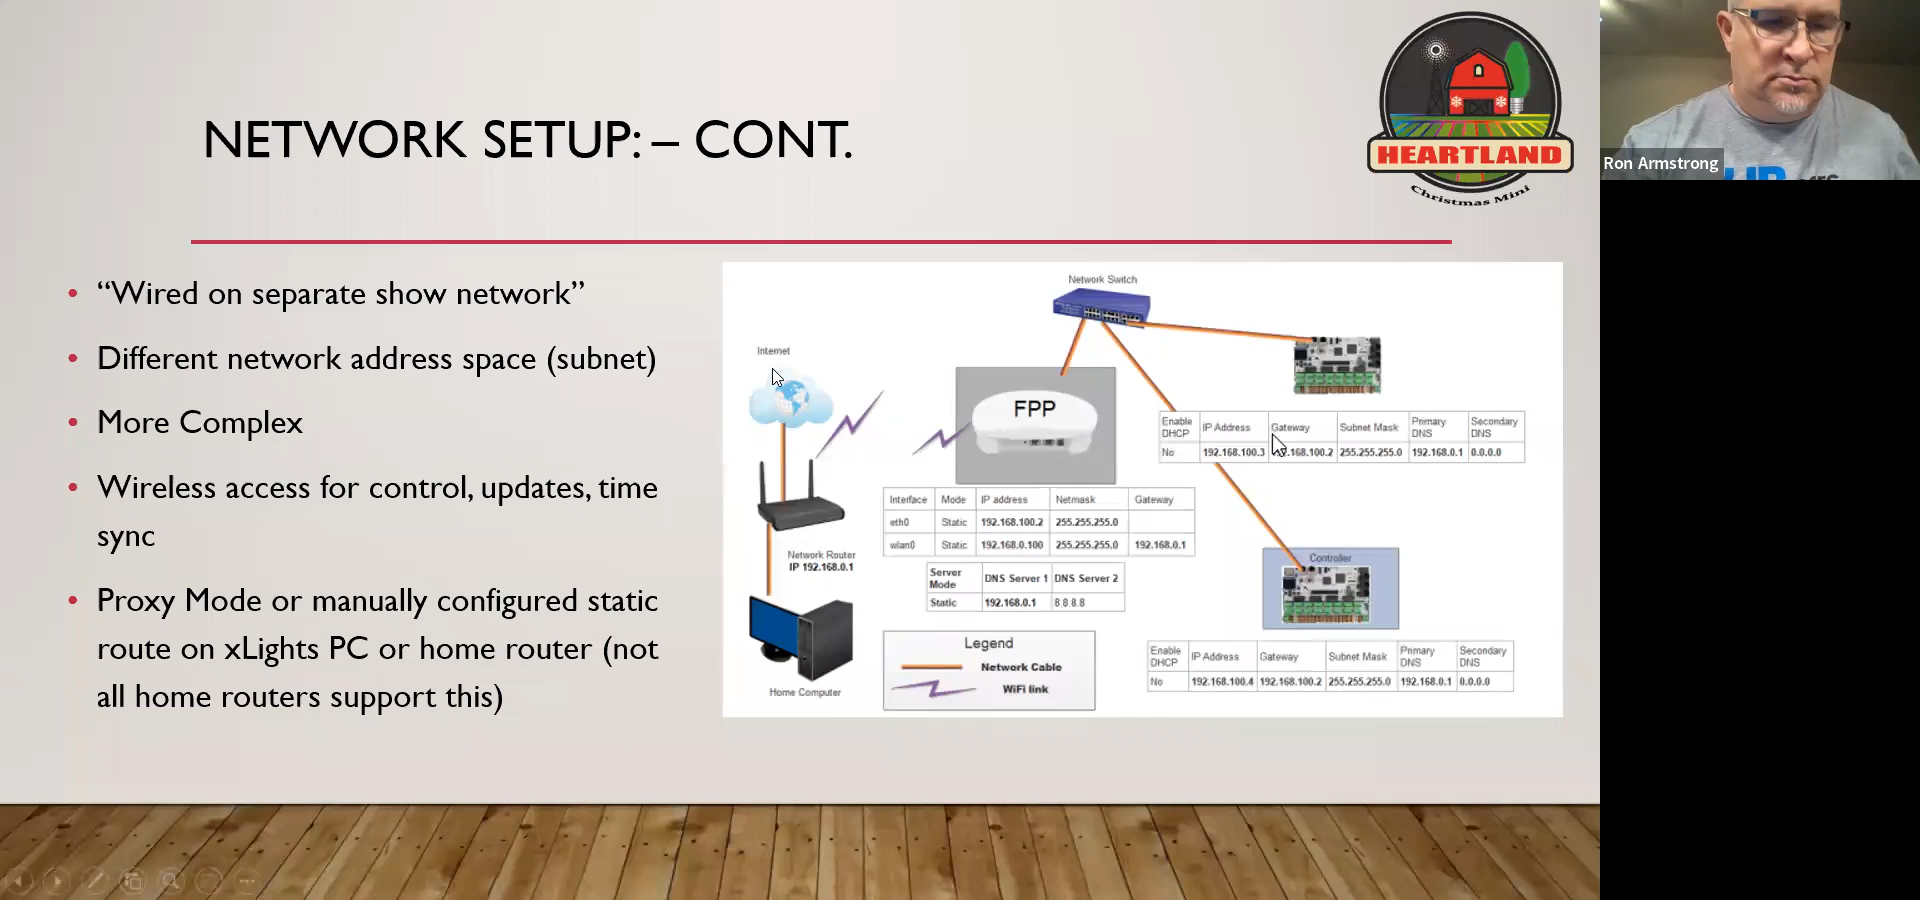 NETWORK SETUP: – CONT.
HEARTLAND
Christmas Mini
Ron Armstrong
• “Wired on separate show network”
• Different network address space (subnet)
• More Complex
• Wireless access for control, updates, time
sync
• Proxy Mode or manually configured static
route on xLights PC or home router (not
all home routers support this)
Network Switch
Internet
FPP
Enable DHCP IP Address Gateway Subnet Mask Primary DNS Secondary DNS
No 192.168.100.3 192.168.100.2 255.255.255.0 192.168.0.1 0.0.0.0
Interface Mode IP address Netmask Gateway
eth0 Static 192.168.100.2 255.255.255.0
wlan0 Static 192.168.0.100 255.255.255.0 192.168.0.1
Network Router
IP 192.168.0.1
Server Mode DNS Server 1 DNS Server 2
Static 192.168.0.1 8.8.8.8
Controller
Legend
Network Cable
WiFi link
Home Computer
Enable DHCP IP Address Gateway Subnet Mask Primary DNS Secondary DNS
No 192.168.100.4 192.168.100.2 255.255.255.0 192.168.0.1 0.0.0.0